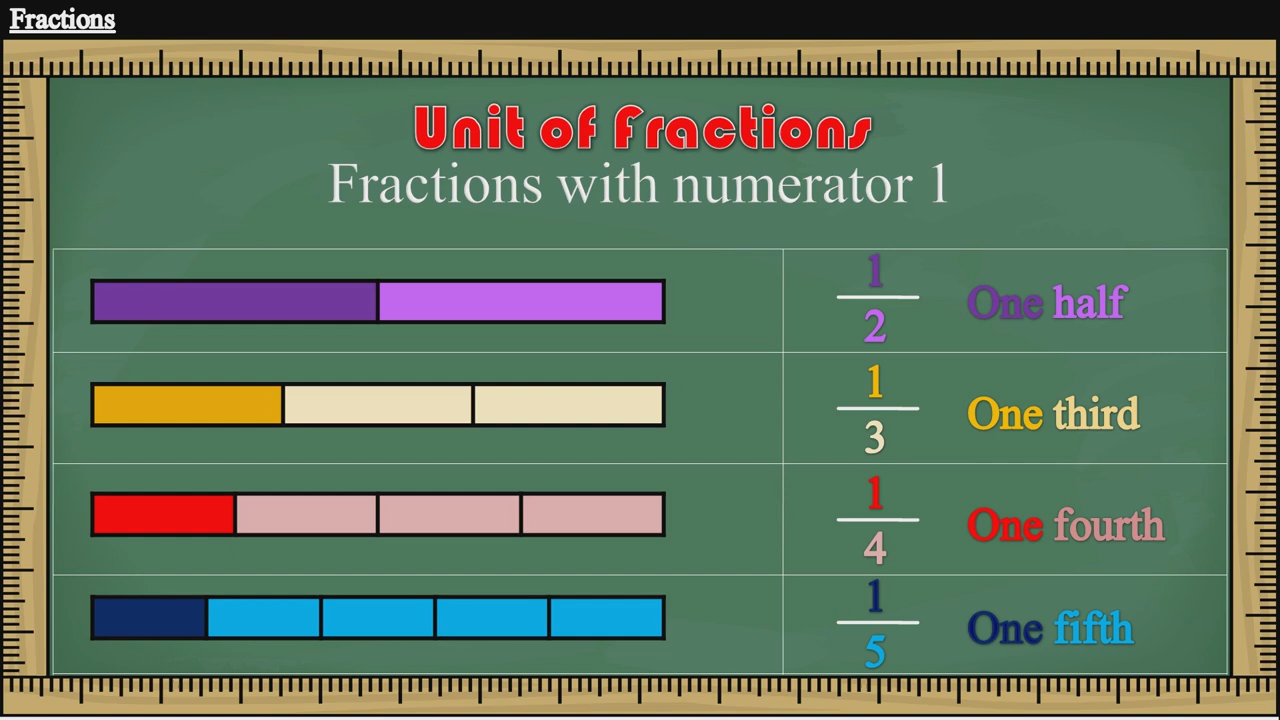 Fractions
Unit of Fractions
Fractions with numerator 1
1
2
One half
1
3
One third
1
4
One fourth
1
5
One fifth